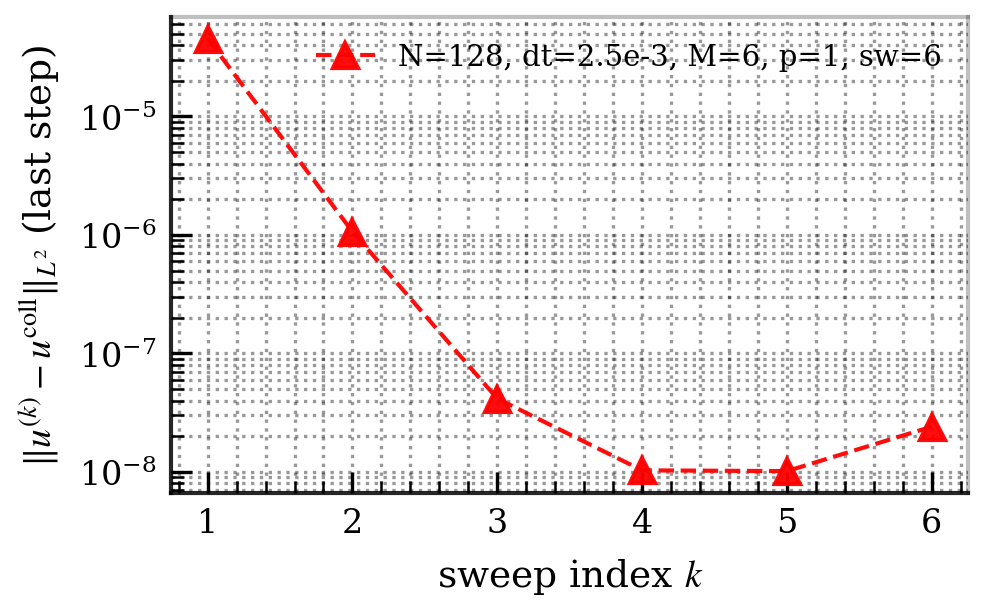 N=128, dt=2.5e-3, M=6, p=1, sw=6
10⁻⁵
10⁻⁶
10⁻⁷
10⁻⁸
‖u⁽ᵏ⁾ − u^coll‖_L² (last step)
1 2 3 4 5 6
sweep index k